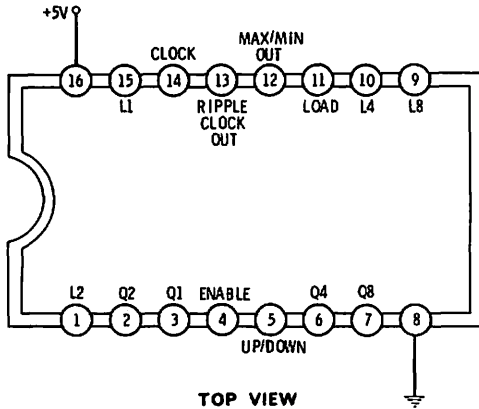 +5V
CLOCK
MAX/MIN
OUT
16 15 14 13 12 11 10 9
L1
RIPPLE
CLOCK
OUT
LOAD
L4
L8
L2 Q2 Q1 ENABLE Q4 Q8
1 2 3 4 5 6 7 8
UP/DOWN
TOP VIEW